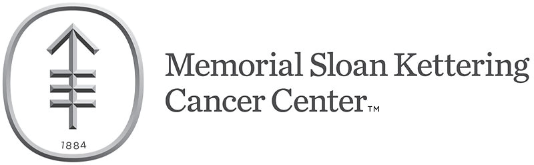 Memorial Sloan Kettering
Cancer Center™
1884